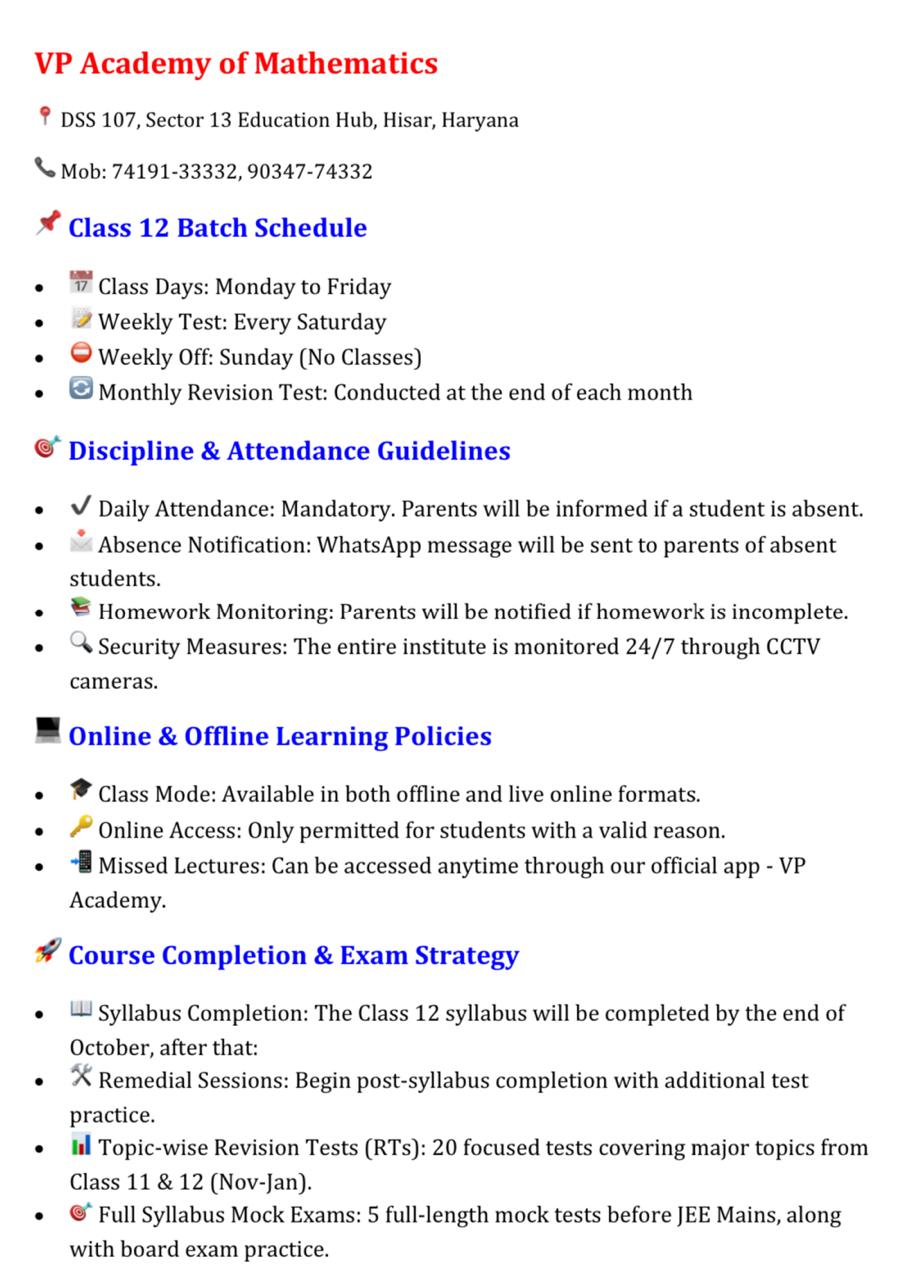 VP Academy of Mathematics
📍 DSS 107, Sector 13 Education Hub, Hisar, Haryana
📞 Mob: 74191-33332, 90347-74332
📌 Class 12 Batch Schedule
• 📅 Class Days: Monday to Friday
• 📝 Weekly Test: Every Saturday
• ⛔ Weekly Off: Sunday (No Classes)
• 🔄 Monthly Revision Test: Conducted at the end of each month
🎯 Discipline & Attendance Guidelines
• ✔ Daily Attendance: Mandatory. Parents will be informed if a student is absent.
• 📩 Absence Notification: WhatsApp message will be sent to parents of absent
students.
• 📚 Homework Monitoring: Parents will be notified if homework is incomplete.
• 🔍 Security Measures: The entire institute is monitored 24/7 through CCTV
cameras.
💻 Online & Offline Learning Policies
• 🎓 Class Mode: Available in both offline and live online formats.
• 🔑 Online Access: Only permitted for students with a valid reason.
• 📲 Missed Lectures: Can be accessed anytime through our official app - VP
Academy.
🚀 Course Completion & Exam Strategy
• 📖 Syllabus Completion: The Class 12 syllabus will be completed by the end of
October, after that:
• 🛠 Remedial Sessions: Begin post-syllabus completion with additional test
practice.
• 📊 Topic-wise Revision Tests (RTs): 20 focused tests covering major topics from
Class 11 & 12 (Nov-Jan).
• 🎯 Full Syllabus Mock Exams: 5 full-length mock tests before JEE Mains, along
with board exam practice.